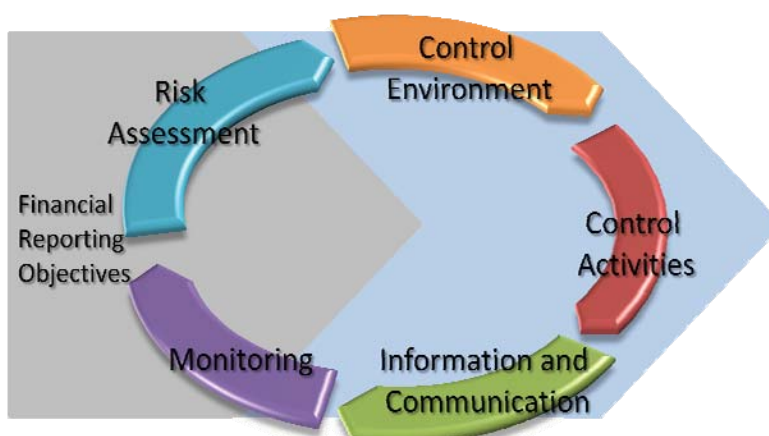 Control
Environment
Risk
Assessment
Financial
Reporting
Objectives
Control
Activities
Monitoring
Information and
Communication